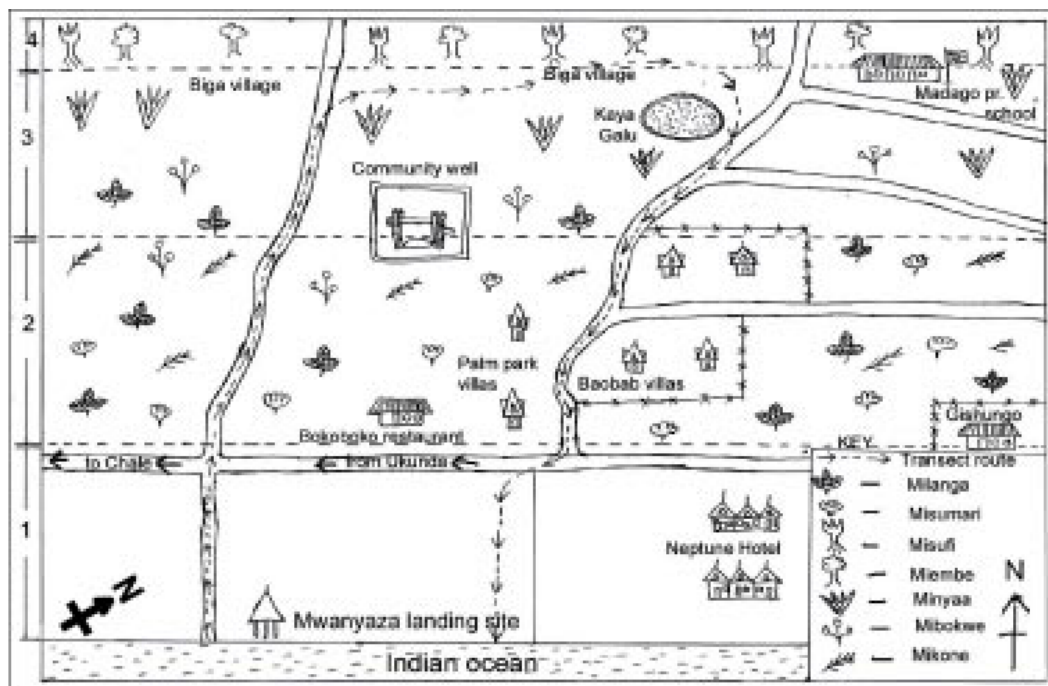 4
3
2
1
Biga village
Biga village
Kaya
Galu
Madago pr.
school
Community well
Palm park
villas
Baobab villas
Bokoboko restaurant
Gishungo
to Chale
from Ukunda
KEY
Transect route
Milanga
Misumari
Misufi
Miembe
Minyaa
Mibokwe
Mikone
N
Neptune Hotel
N
Mwanyaza landing site
Indian ocean